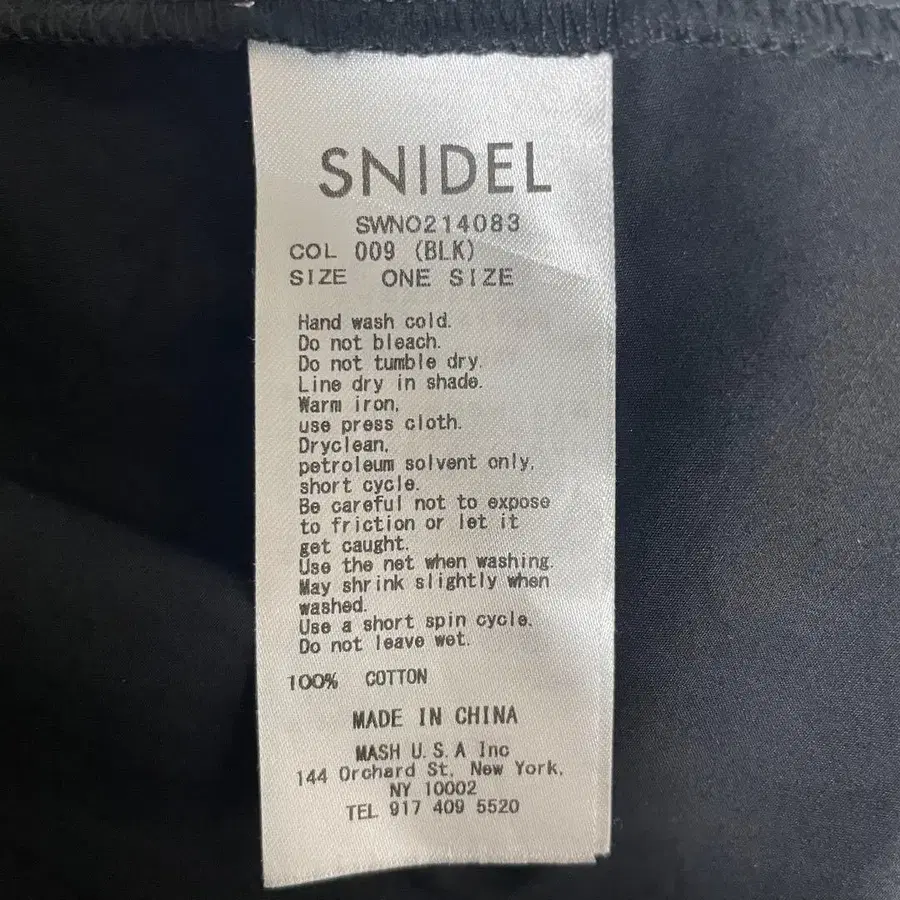 SNIDEL
SWNO214083
COL 009 (BLK)
SIZE ONE SIZE
Hand wash cold.
Do not bleach.
Do not tumble dry.
Line dry in shade.
Warm iron,
use press cloth.
Dryclean,
petroleum solvent only,
short cycle.
Be careful not to expose
to friction or let it
get caught.
Use the net when washing.
May shrink slightly when
washed.
Use a short spin cycle.
Do not leave wet.
100% COTTON
MADE IN CHINA
MASH U.S.A Inc
144 Orchard St, New York,
NY 10002
TEL 917 409 5520